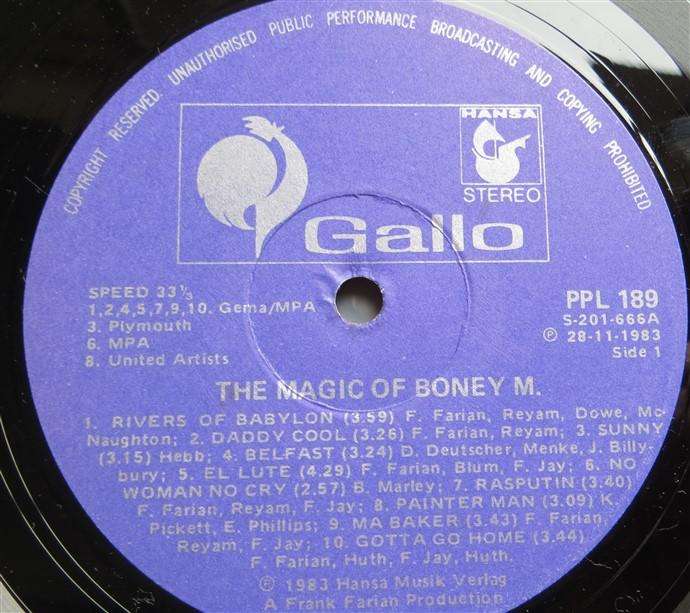 COPYRIGHT RESERVED. UNAUTHORISED PUBLIC PERFORMANCE BROADCASTING AND COPYING PROHIBITED
HANSA
STEREO
Gallo
SPEED 33⅓
1,2,4,5,7,9,10. Gema/MPA
3. Plymouth
6. MPA
8. United Artists
PPL 189
S-201-666A
Ⓟ 28-11-1983
Side 1
THE MAGIC OF BONEY M.
1. RIVERS OF BABYLON (3.59) F. Farian, Reyam, Dowe, Mc-
Naughton; 2. DADDY COOL (3.26) F. Farian, Reyam; 3. SUNNY
(3.15) Hebb; 4. BELFAST (3.24) D. Deutscher, Menke, J. Billy-
bury; 5. EL LUTE (4.29) F. Farian, Blum, F. Jay; 6. NO
WOMAN NO CRY (2.57) B. Marley; 7. RASPUTIN (3.40)
F. Farian, Reyam, F. Jay; 8. PAINTER MAN (3.09) K.
Pickett, E. Phillips; 9. MA BAKER (3.43) F. Farian,
Reyam, F. Jay; 10. GOTTA GO HOME (3.44)
F. Farian, Huth, F. Jay, Huth.
© 1983 Hansa Musik Verlag
A Frank Farian Production